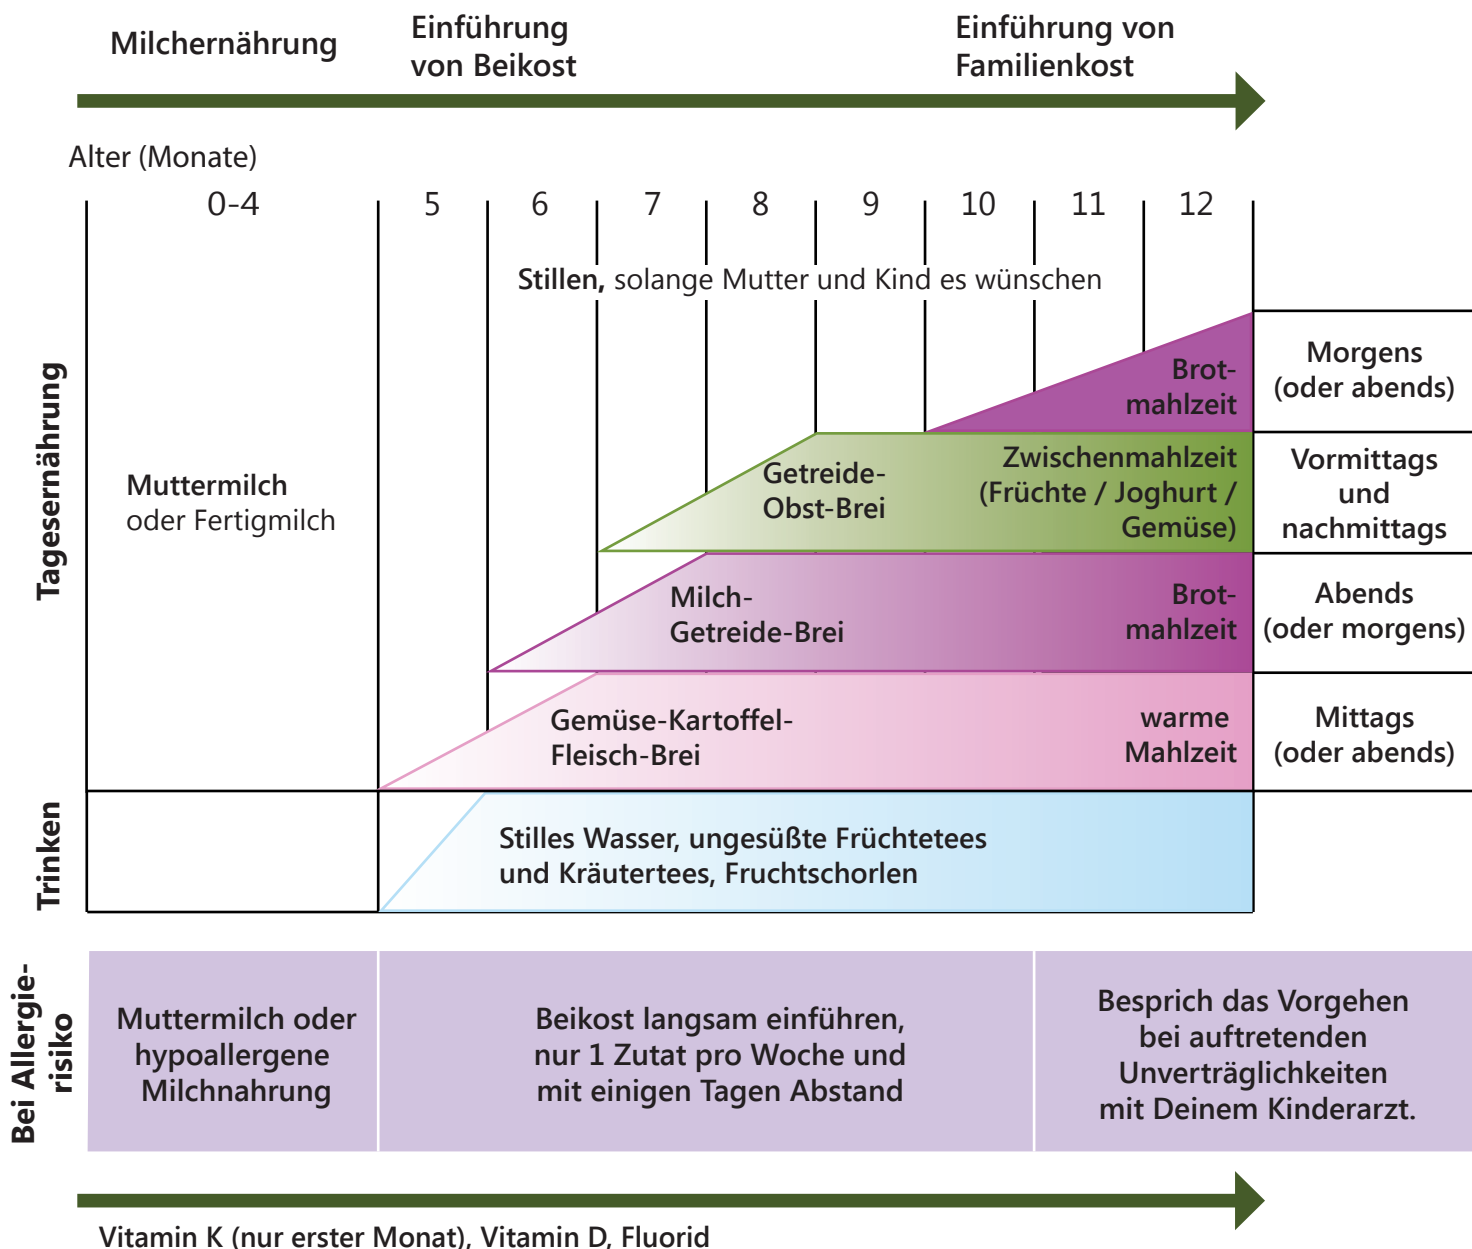 Milchernährung
Einführung
von Beikost
Einführung von
Familienkost
Alter (Monate)
0-4 5 6 7 8 9 10 11 12
Stillen, solange Mutter und Kind es wünschen
Tagesernährung
Muttermilch
oder Fertigmilch
Brot-
mahlzeit
Morgens
(oder abends)
Getreide-
Obst-Brei
Zwischenmahlzeit
(Früchte / Joghurt /
Gemüse)
Vormittags
und
nachmittags
Milch-
Getreide-Brei
Brot-
mahlzeit
Abends
(oder morgens)
Gemüse-Kartoffel-
Fleisch-Brei
warme
Mahlzeit
Mittags
(oder abends)
Trinken
Stilles Wasser, ungesüßte Früchtetees
und Kräutertees, Fruchtschorlen
Bei Allergie-
risiko
Muttermilch oder
hypoallergene
Milchnahrung
Beikost langsam einführen,
nur 1 Zutat pro Woche und
mit einigen Tagen Abstand
Besprich das Vorgehen
bei auftretenden
Unverträglichkeiten
mit Deinem Kinderarzt.
Vitamin K (nur erster Monat), Vitamin D, Fluorid